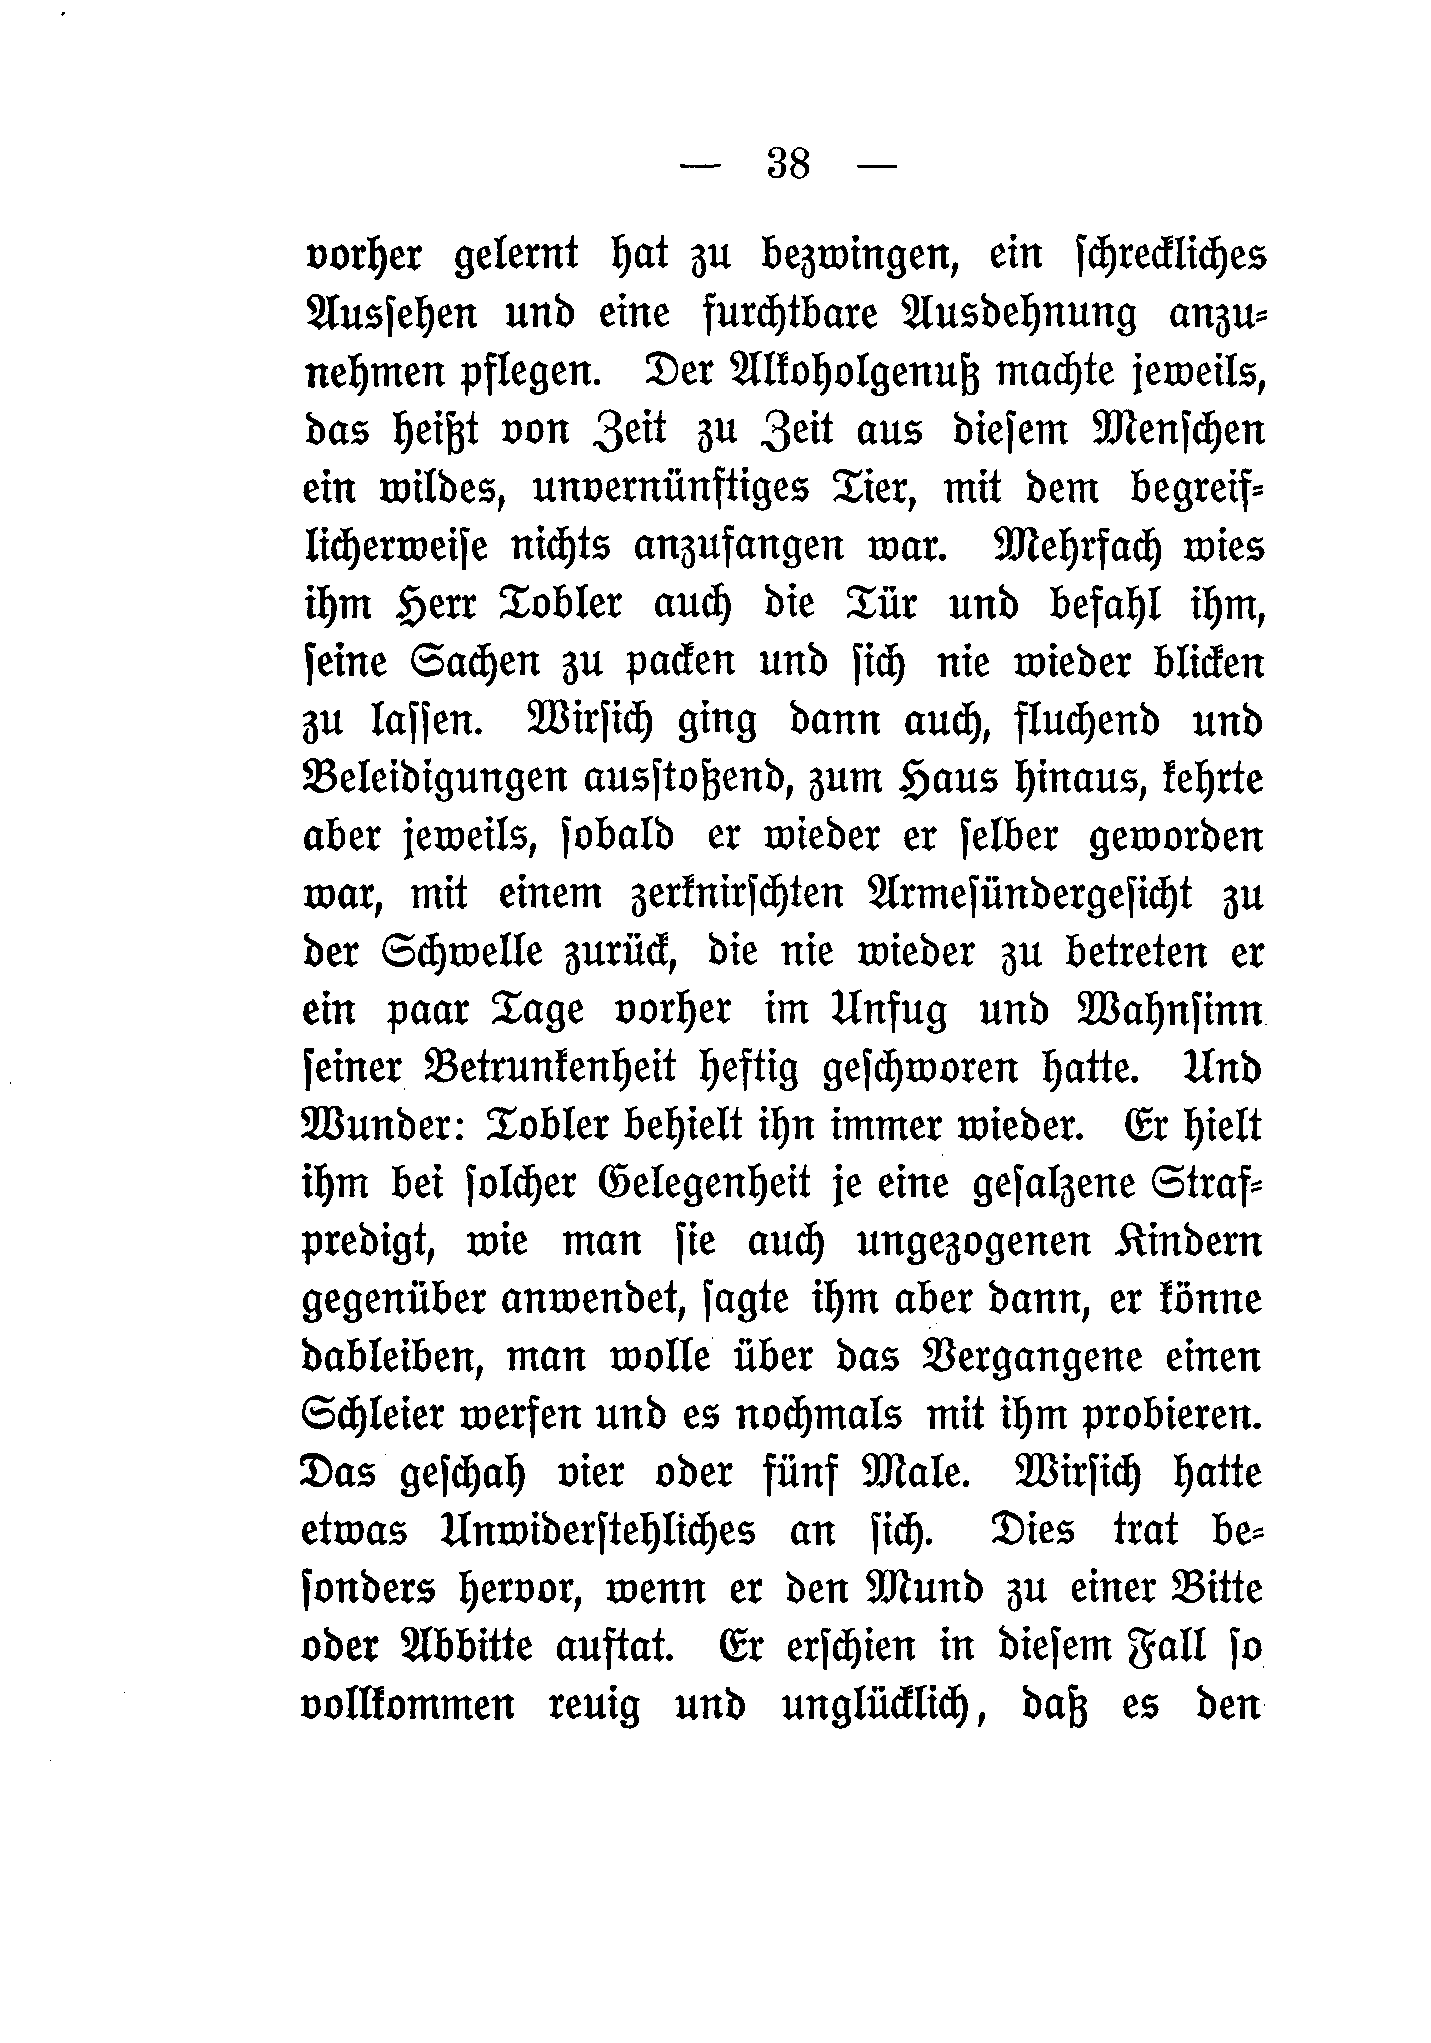 — 38 —
vorher gelernt hat zu bezwingen, ein schreckliches
Aussehen und eine furchtbare Ausdehnung anzu-
nehmen pflegen. Der Alkoholgenuß machte jeweils,
das heißt von Zeit zu Zeit aus diesem Menschen
ein wildes, unvernünftiges Tier, mit dem begreif-
licherweise nichts anzufangen war. Mehrfach wies
ihm Herr Tobler auch die Tür und befahl ihm,
seine Sachen zu packen und sich nie wieder blicken
zu lassen. Wirsich ging dann auch, fluchend und
Beleidigungen ausstoßend, zum Haus hinaus, kehrte
aber jeweils, sobald er wieder er selber geworden
war, mit einem zerknirschten Armesündergesicht zu
der Schwelle zurück, die nie wieder zu betreten er
ein paar Tage vorher im Unfug und Wahnsinn
seiner Betrunkenheit heftig geschworen hatte. Und
Wunder: Tobler behielt ihn immer wieder. Er hielt
ihm bei solcher Gelegenheit je eine gesalzene Straf-
predigt, wie man sie auch ungezogenen Kindern
gegenüber anwendet, sagte ihm aber dann, er könne
dableiben, man wolle über das Vergangene einen
Schleier werfen und es nochmals mit ihm probieren.
Das geschah vier oder fünf Male. Wirsich hatte
etwas Unwiderstehliches an sich. Dies trat be-
sonders hervor, wenn er den Mund zu einer Bitte
oder Abbitte auftat. Er erschien in diesem Fall so
vollkommen reuig und unglücklich, daß es den